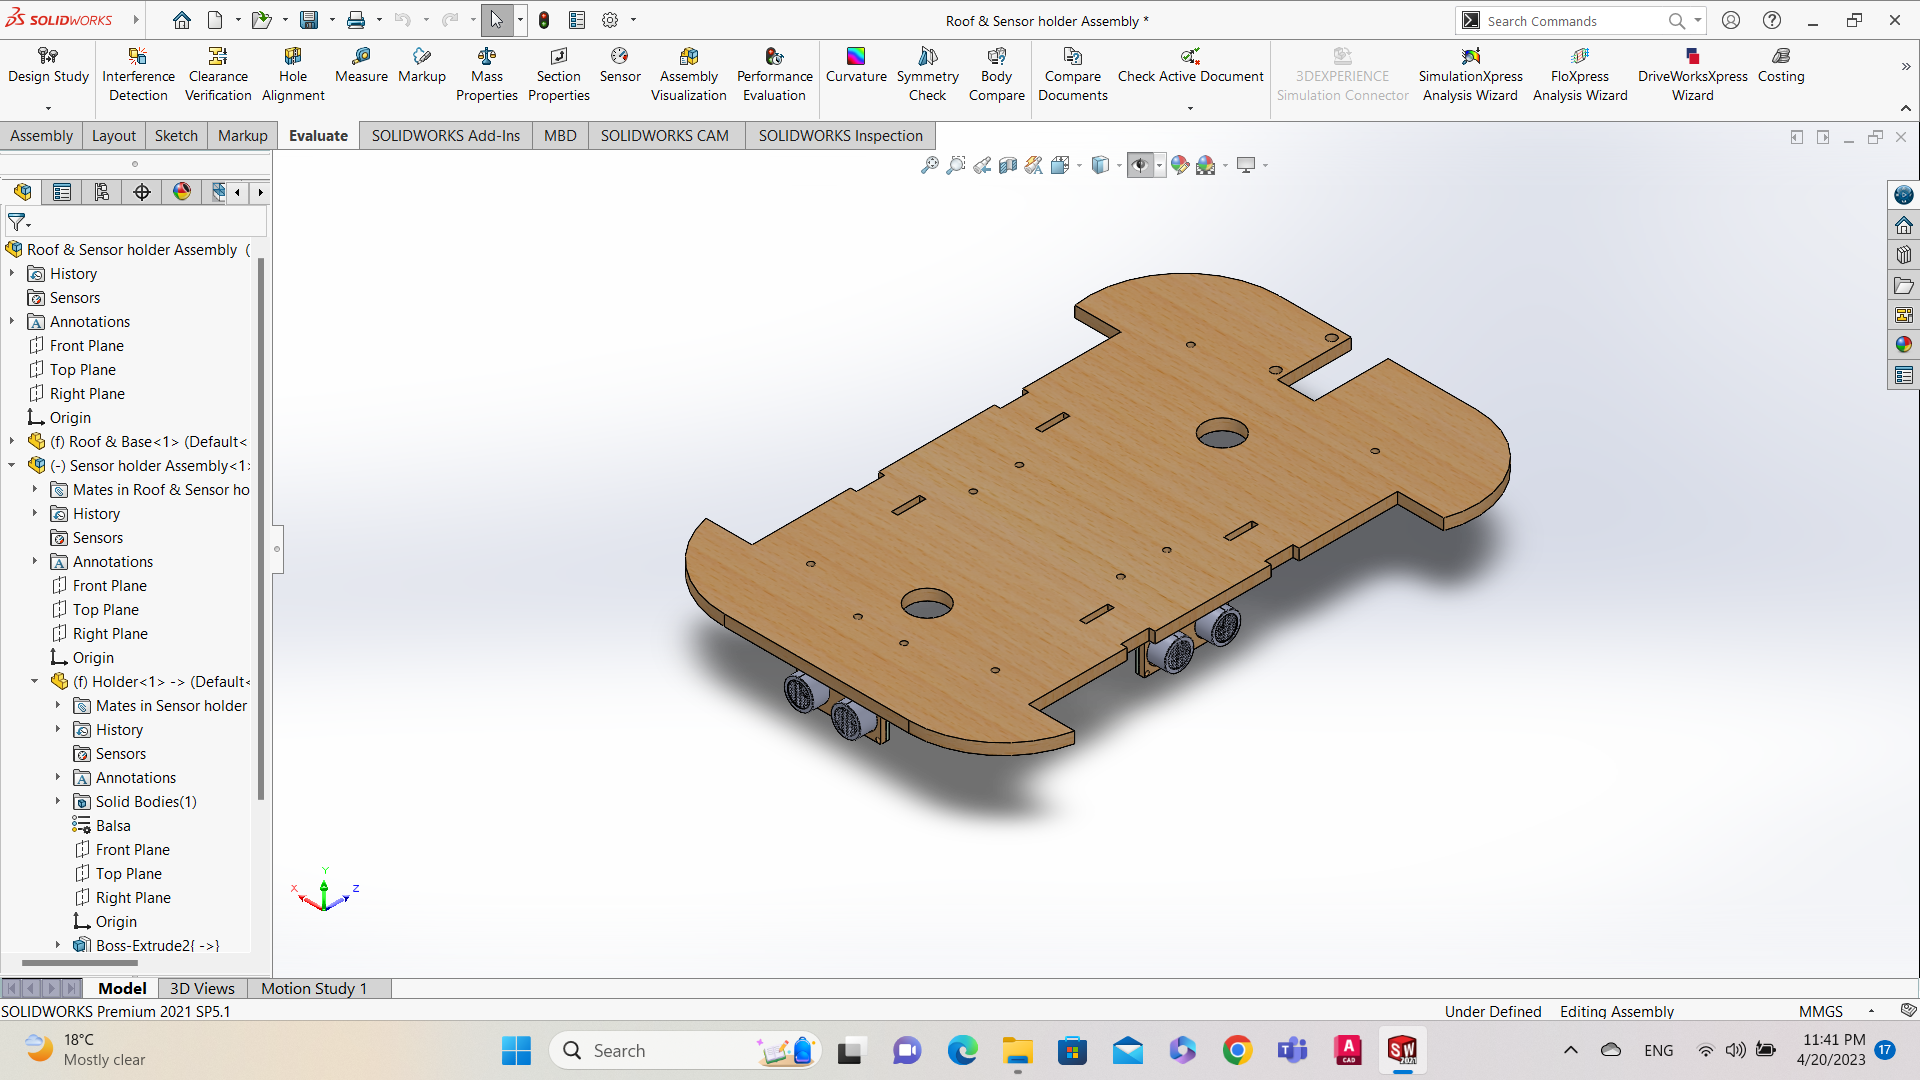 SOLIDWORKS
Roof & Sensor holder Assembly *
Search Commands
Design Study
Interference Detection
Clearance Verification
Hole Alignment
Measure
Markup
Mass Properties
Section Properties
Sensor
Assembly Visualization
Performance Evaluation
Curvature
Symmetry Check
Body Compare
Compare Documents
Check Active Document
3DEXPERIENCE Simulation Connector
SimulationXpress Analysis Wizard
FloXpress Analysis Wizard
DriveWorksXpress Wizard
Costing
Assembly
Layout
Sketch
Markup
Evaluate
SOLIDWORKS Add-Ins
MBD
SOLIDWORKS CAM
SOLIDWORKS Inspection
Roof & Sensor holder Assembly (
History
Sensors
Annotations
Front Plane
Top Plane
Right Plane
Origin
(f) Roof & Base<1> (Default<
(-) Sensor holder Assembly<1>
Mates in Roof & Sensor ho
History
Sensors
Annotations
Front Plane
Top Plane
Right Plane
Origin
(f) Holder<1> -> (Default<
Mates in Sensor holder
History
Sensors
Annotations
Solid Bodies(1)
Balsa
Front Plane
Top Plane
Right Plane
Origin
Boss-Extrude2{ ->}
Y
X
Z
Model
3D Views
Motion Study 1
SOLIDWORKS Premium 2021 SP5.1
Under Defined
Editing Assembly
MMGS
18°C
Mostly clear
Search
A
CAD
SW
2021
ENG
11:41 PM
4/20/2023
17